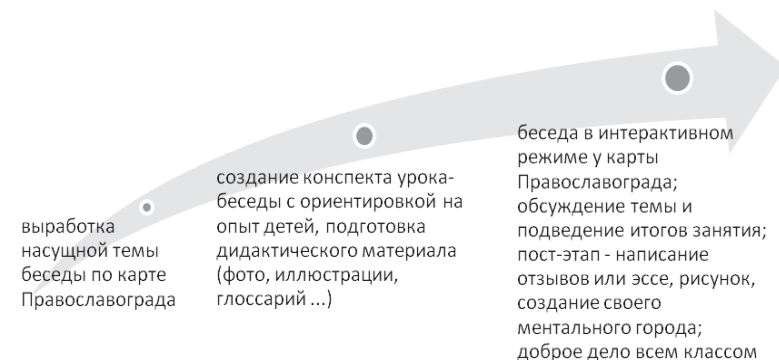 выработка
насущной темы
беседы по карте
Православограда
создание конспекта урока-
беседы с ориентировкой на
опыт детей, подготовка
дидактического материала
(фото, иллюстрации,
глоссарий ...)
беседа в интерактивном
режиме у карты
Православограда;
обсуждение темы и
подведение итогов занятия;
пост-этап - написание
отзывов или эссе, рисунок,
создание своего
ментального города;
доброе дело всем классом